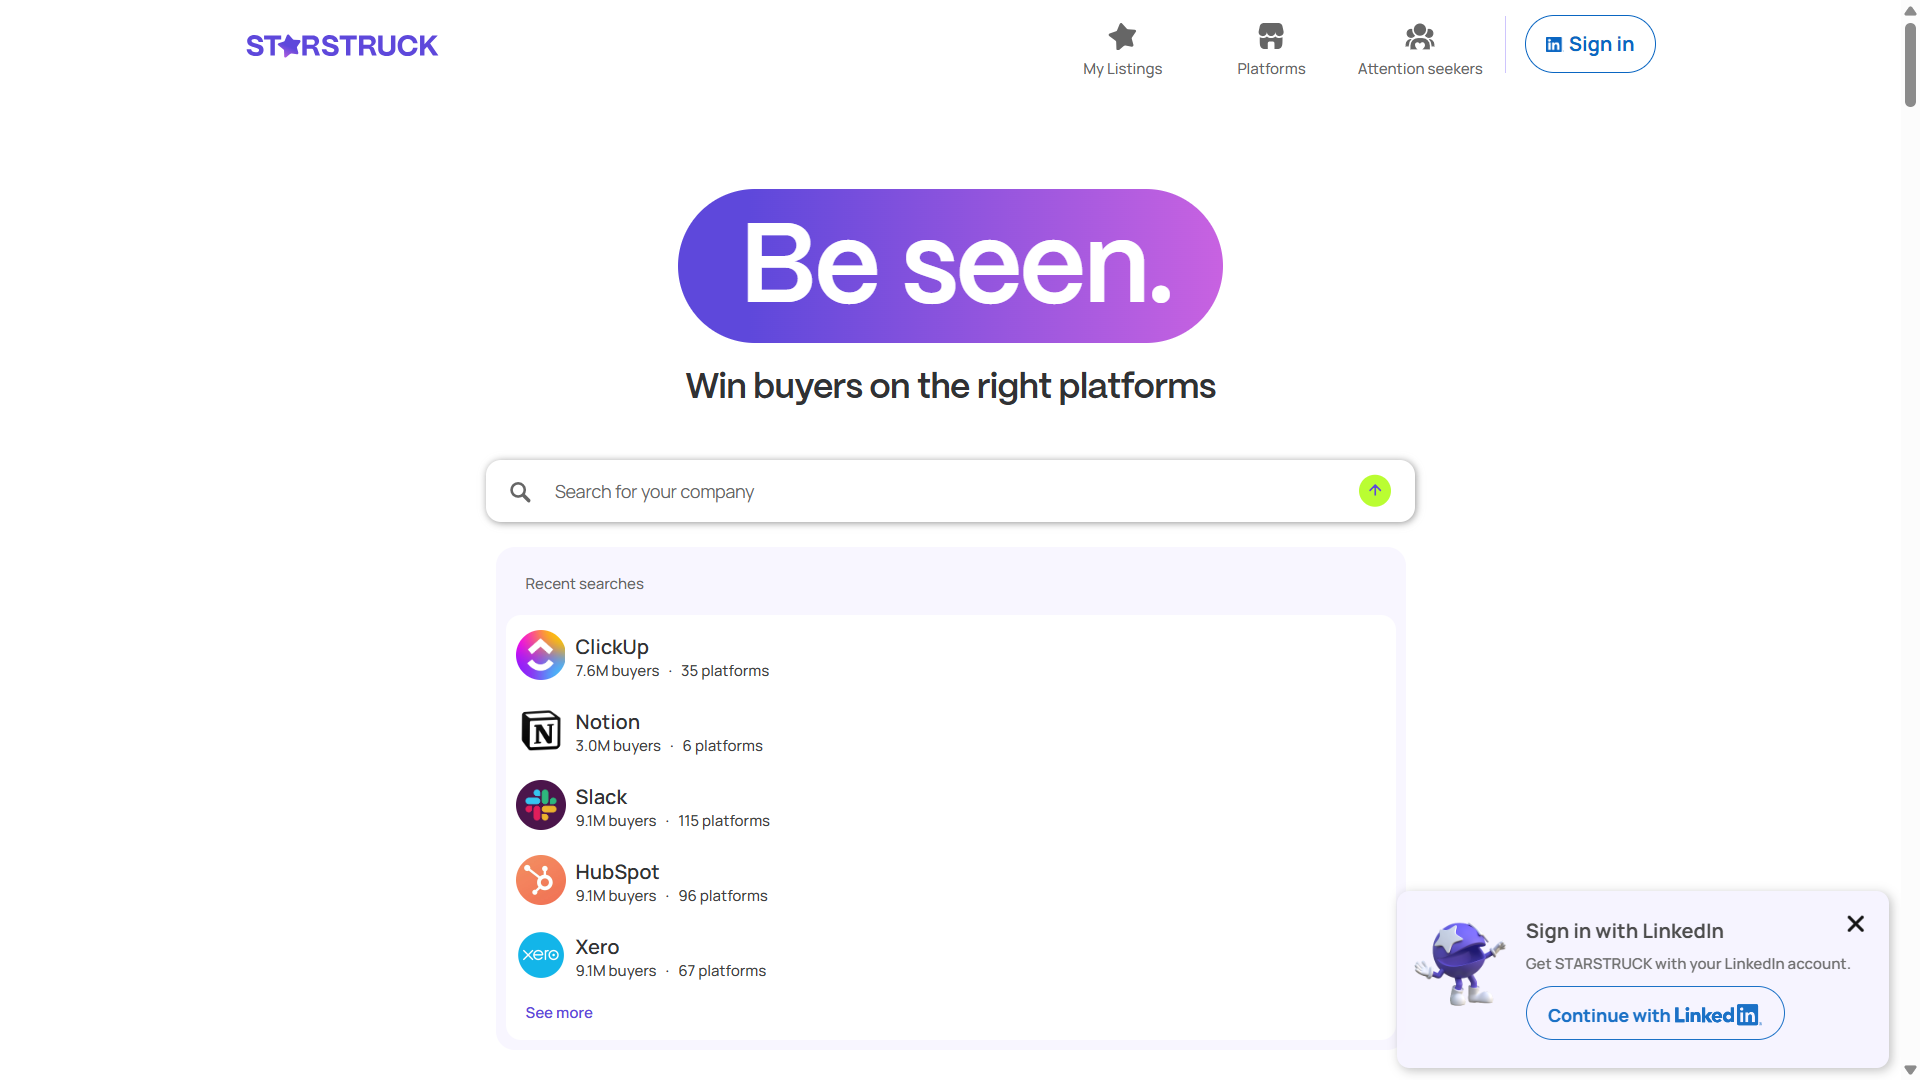 STARSTRUCK
My Listings
Platforms
Attention seekers
Sign in
Be seen.
Win buyers on the right platforms
Search for your company
Recent searches
ClickUp
7.6M buyers · 35 platforms
Notion
3.0M buyers · 6 platforms
Slack
9.1M buyers · 115 platforms
HubSpot
9.1M buyers · 96 platforms
xero
Xero
9.1M buyers · 67 platforms
See more
Sign in with LinkedIn
Get STARSTRUCK with your LinkedIn account.
Continue with LinkedIn